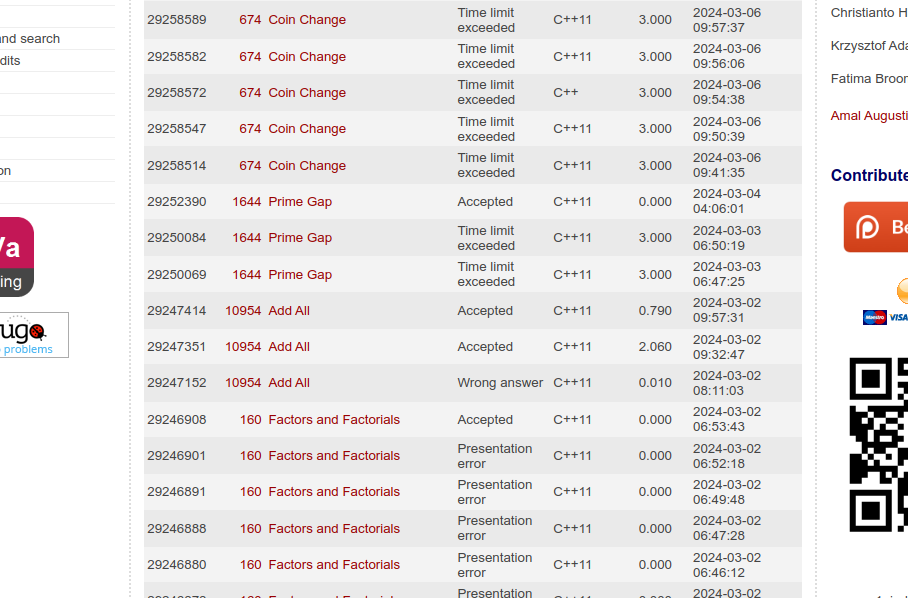 and search
dits
on
Va
ing
ugo
problems
29258589 674 Coin Change Time limit exceeded C++11 3.000 2024-03-06 09:57:37
29258582 674 Coin Change Time limit exceeded C++11 3.000 2024-03-06 09:56:06
29258572 674 Coin Change Time limit exceeded C++ 3.000 2024-03-06 09:54:38
29258547 674 Coin Change Time limit exceeded C++11 3.000 2024-03-06 09:50:39
29258514 674 Coin Change Time limit exceeded C++11 3.000 2024-03-06 09:41:35
29252390 1644 Prime Gap Accepted C++11 0.000 2024-03-04 04:06:01
29250084 1644 Prime Gap Time limit exceeded C++11 3.000 2024-03-03 06:50:19
29250069 1644 Prime Gap Time limit exceeded C++11 3.000 2024-03-03 06:47:25
29247414 10954 Add All Accepted C++11 0.790 2024-03-02 09:57:31
29247351 10954 Add All Accepted C++11 2.060 2024-03-02 09:32:47
29247152 10954 Add All Wrong answer C++11 0.010 2024-03-02 08:11:03
29246908 160 Factors and Factorials Accepted C++11 0.000 2024-03-02 06:53:43
29246901 160 Factors and Factorials Presentation error C++11 0.000 2024-03-02 06:52:18
29246891 160 Factors and Factorials Presentation error C++11 0.000 2024-03-02 06:49:48
29246888 160 Factors and Factorials Presentation error C++11 0.000 2024-03-02 06:47:28
29246880 160 Factors and Factorials Presentation error C++11 0.000 2024-03-02 06:46:12
Presentation 2024-03-02
Christianto H
Krzysztof Ada
Fatima Broor
Amal Augusti
Contribute
Be
Maestro VISA